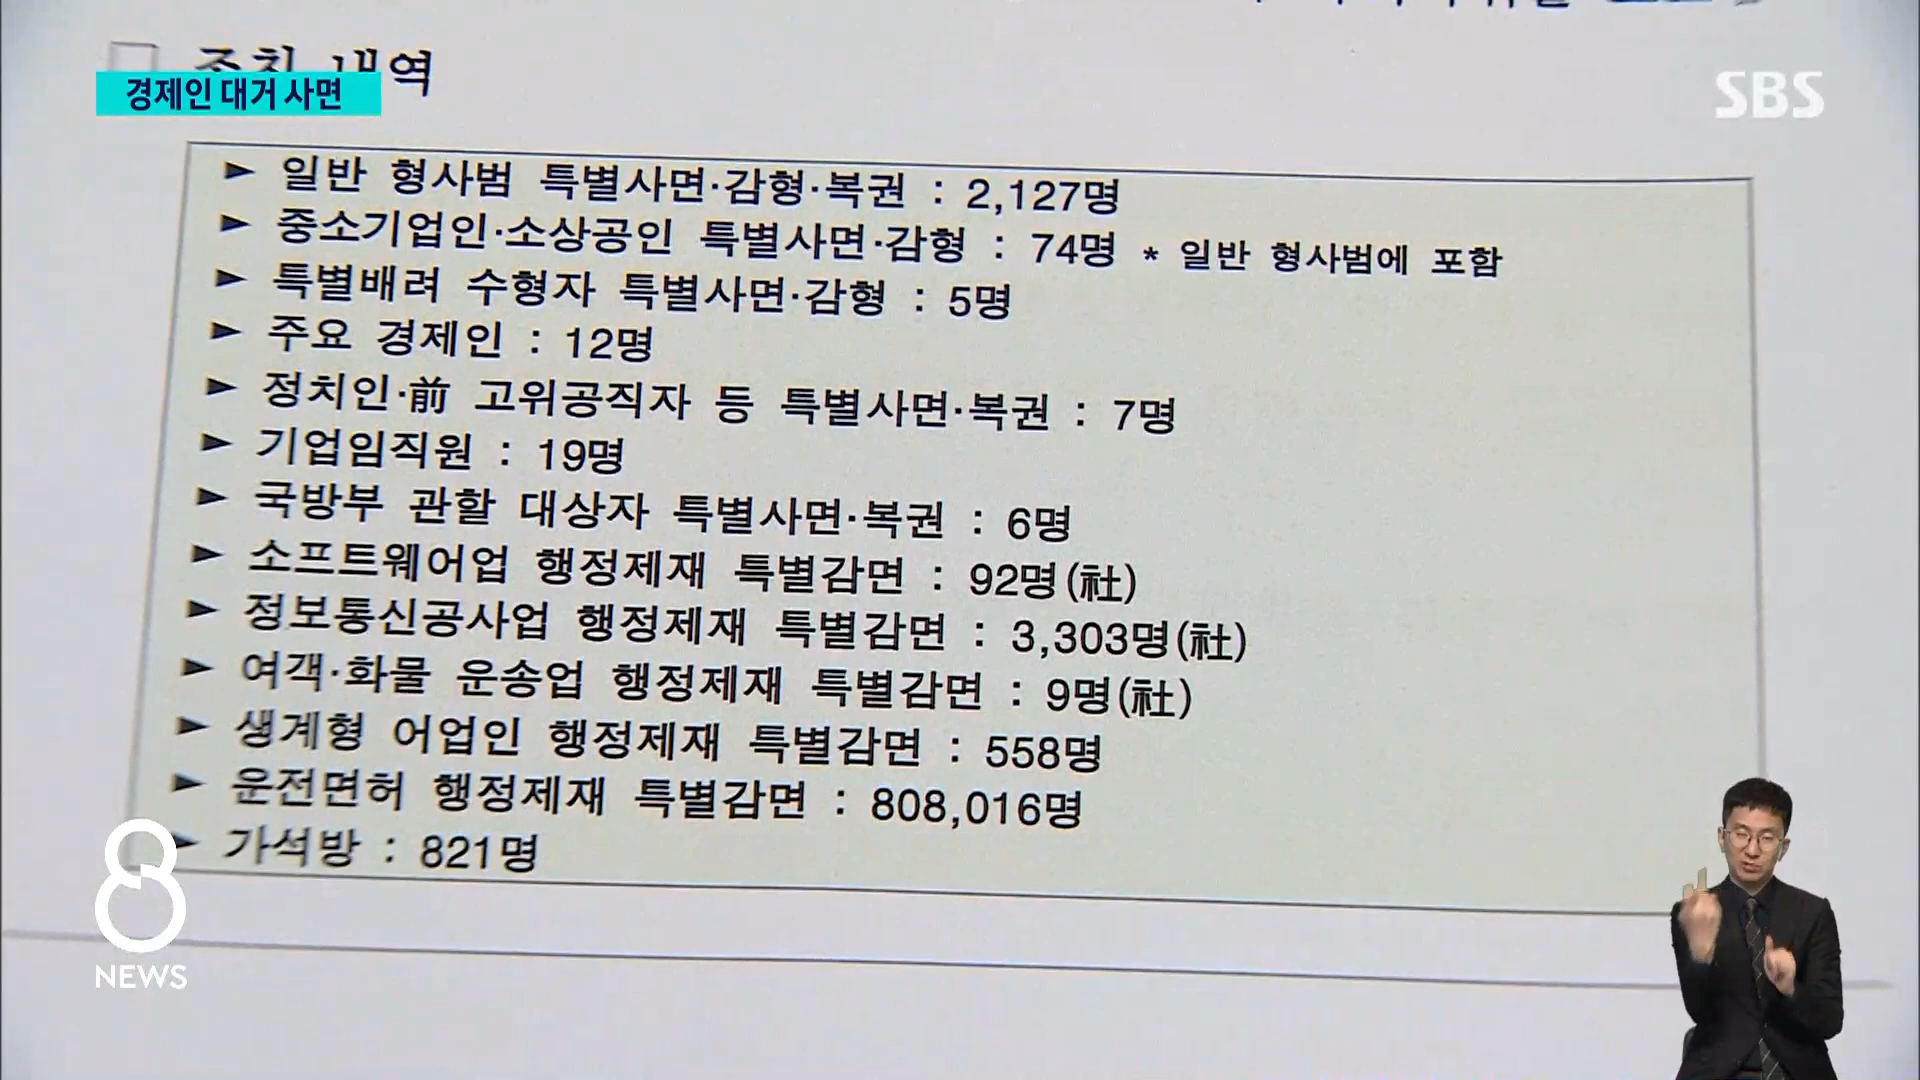 조치 내역
경제인 대거 사면
SBS
► 일반 형사범 특별사면·감형·복권 : 2,127명
► 중소기업인·소상공인 특별사면·감형 : 74명 * 일반 형사범에 포함
► 특별배려 수형자 특별사면·감형 : 5명
► 주요 경제인 : 12명
► 정치인·前 고위공직자 등 특별사면·복권 : 7명
► 기업임직원 : 19명
► 국방부 관할 대상자 특별사면·복권 : 6명
► 소프트웨어업 행정제재 특별감면 : 92명(社)
► 정보통신공사업 행정제재 특별감면 : 3,303명(社)
► 여객·화물 운송업 행정제재 특별감면 : 9명(社)
► 생계형 어업인 행정제재 특별감면 : 558명
► 운전면허 행정제재 특별감면 : 808,016명
► 가석방 : 821명
8
NEWS